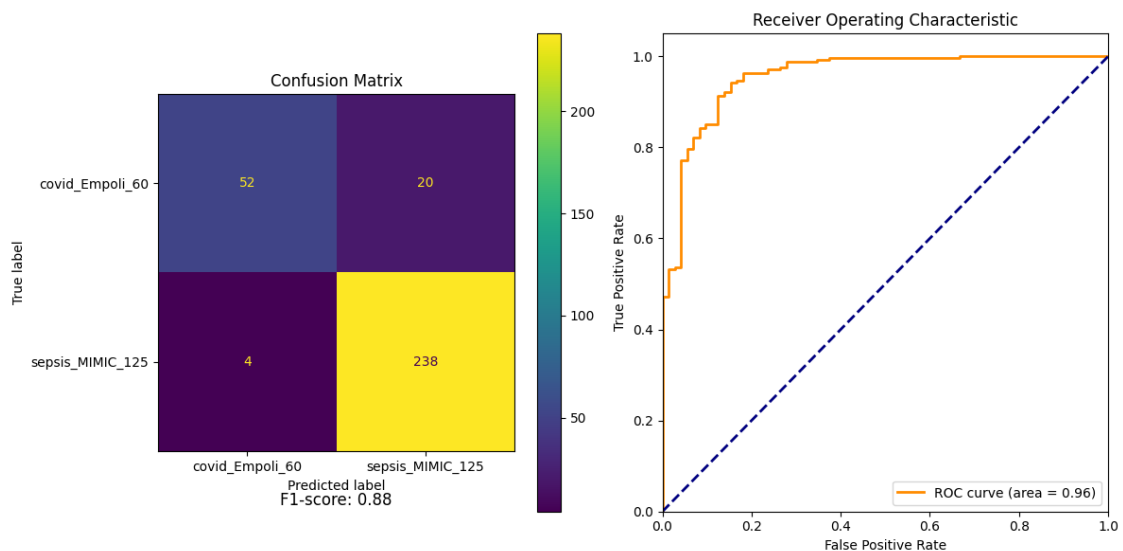 Confusion Matrix
covid_Empoli_60
sepsis_MIMIC_125
True label
52
20
4
238
covid_Empoli_60
sepsis_MIMIC_125
Predicted label
F1-score: 0.88
200
150
100
50
Receiver Operating Characteristic
True Positive Rate
1.0
0.8
0.6
0.4
0.2
0.0
0.0
0.2
0.4
0.6
0.8
1.0
False Positive Rate
ROC curve (area = 0.96)